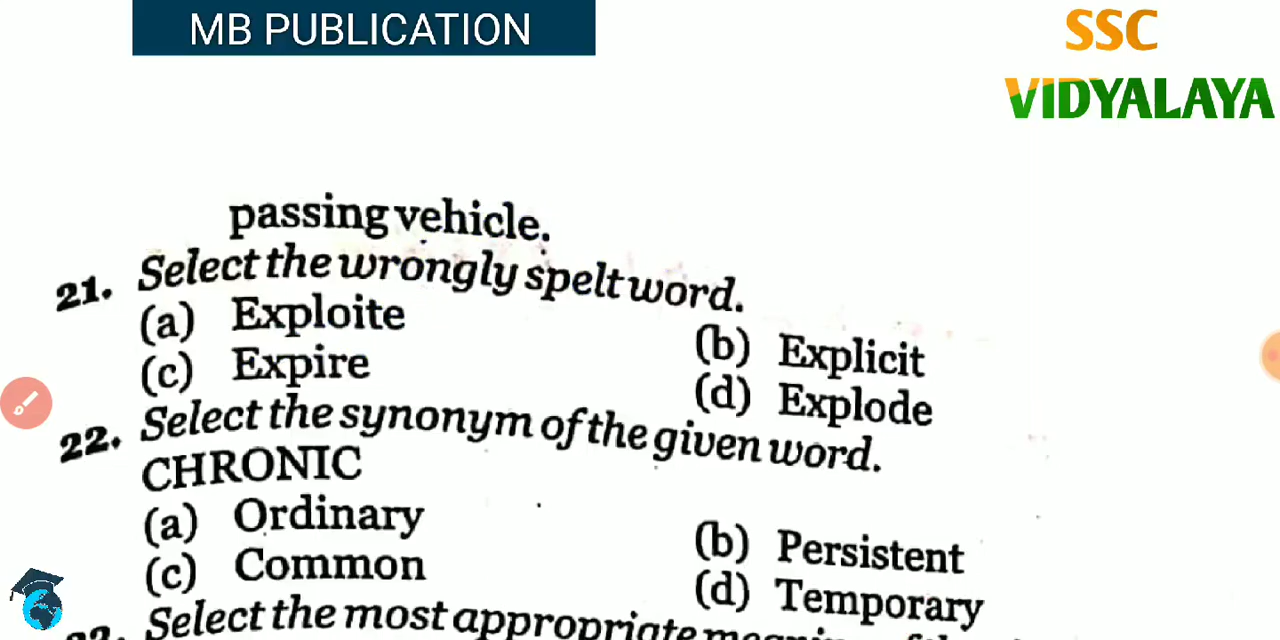 MB PUBLICATION
SSC
VIDYALAYA
passing vehicle.
21. Select the wrongly spelt word.
(a) Exploite
(b) Explicit
(c) Expire
(d) Explode
22. Select the synonym of the given word.
CHRONIC
(a) Ordinary
(b) Persistent
(c) Common
(d) Temporary
Select the most appropriate